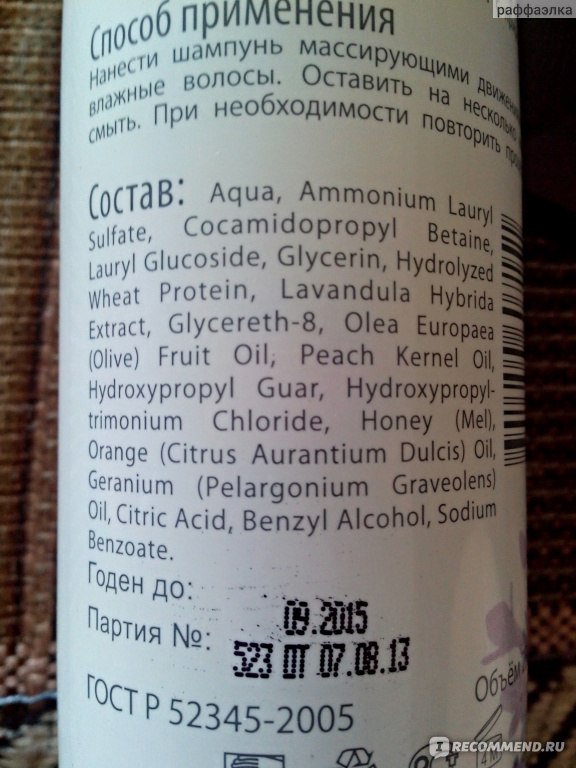 раффаэлка
Способ применения
Нанести шампунь массирующими
влажные волосы. Оставить на
смыть. При необходимости повторить
Состав: Aqua, Ammonium Lauryl
Sulfate, Cocamidopropyl Betaine,
Lauryl Glucoside, Glycerin, Hydrolyzed
Wheat Protein, Lavandula Hybrida
Extract, Glycereth-8, Olea Europaea
(Olive) Fruit Oil, Peach Kernel Oil,
Hydroxypropyl Guar, Hydroxypropyl-
trimonium Chloride, Honey (Mel),
Orange (Citrus Aurantium Dulcis) Oil,
Geranium (Pelargonium Graveolens)
Oil, Citric Acid, Benzyl Alcohol, Sodium
Benzoate.
Годен до:
09.2015
Партия №:
523 ПТ 07.08.13
ГОСТ Р 52345-2005
Объём
IRECOMMEND.RU